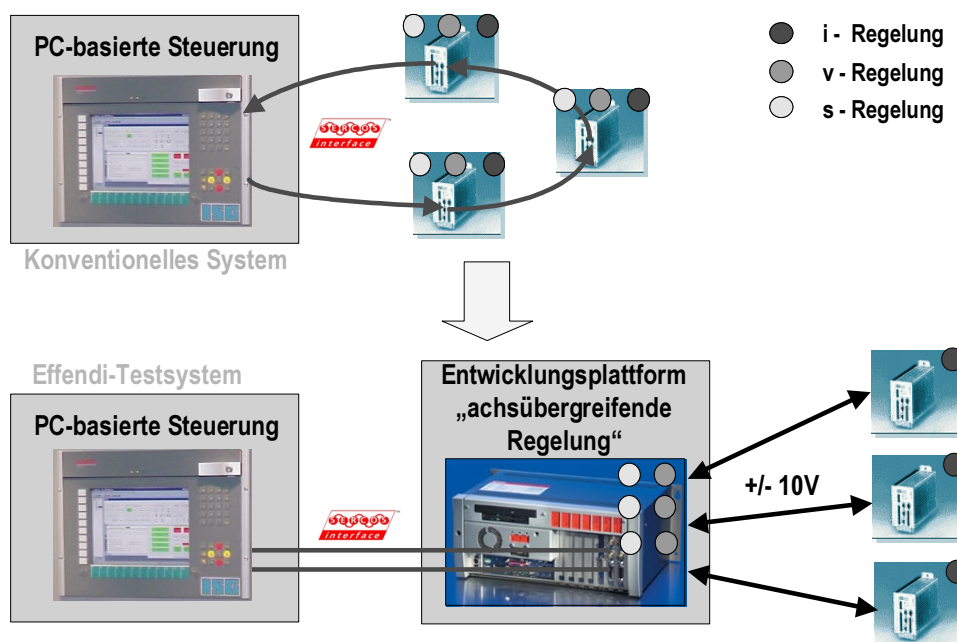 PC-basierte Steuerung
i - Regelung
v - Regelung
s - Regelung
SERCOS
interface
Konventionelles System
Effendi-Testsystem
PC-basierte Steuerung
SERCOS
interface
Entwicklungsplattform
„achsübergreifende
Regelung“
+/- 10V